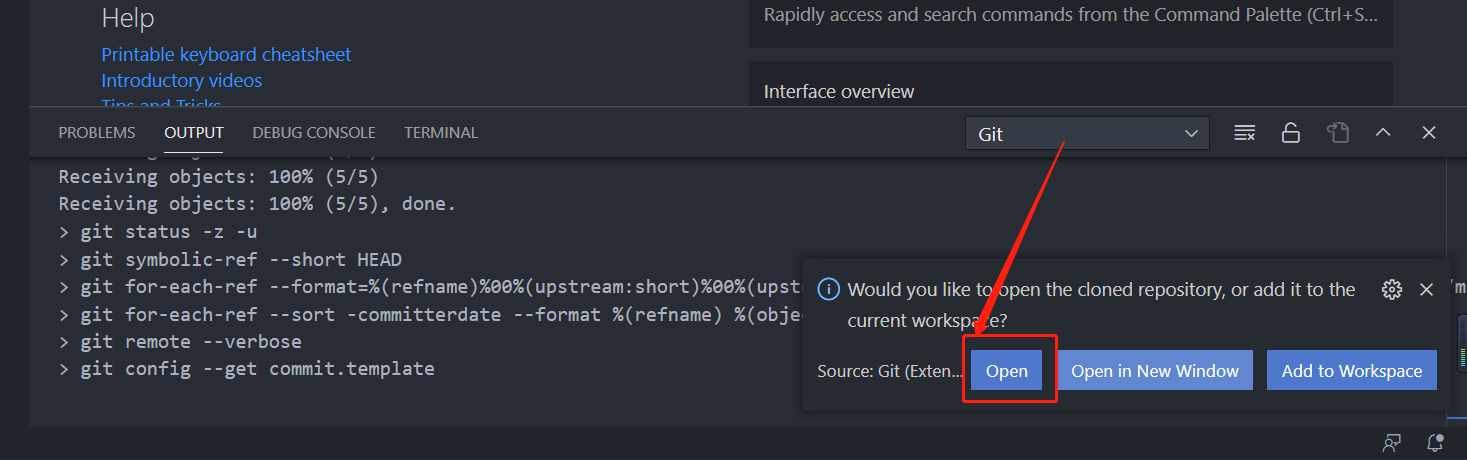 Help
Rapidly access and search commands from the Command Palette (Ctrl+S...
Printable keyboard cheatsheet
Introductory videos
Tips and Tricks
Interface overview
PROBLEMS OUTPUT DEBUG CONSOLE TERMINAL Git
Receiving objects: 100% (5/5)
Receiving objects: 100% (5/5), done.
> git status -z -u
> git symbolic-ref --short HEAD
> git for-each-ref --format=%(refname)%00%(upstream:short)%00%(upst
> git for-each-ref --sort -committerdate --format %(refname) %(obje
> git remote --verbose
> git config --get commit.template
Would you like to open the cloned repository, or add it to the
current workspace?
Source: Git (Exten... Open Open in New Window Add to Workspace